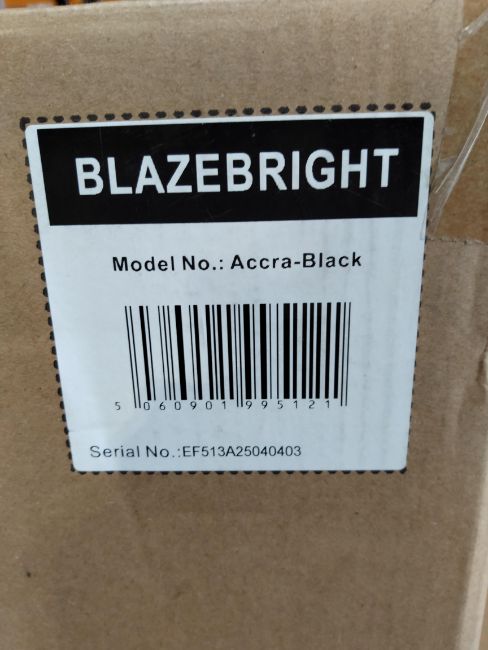 BLAZEBRIGHT
Model No.: Accra-Black
5 060901 995121
Serial No.:EF513A25040403